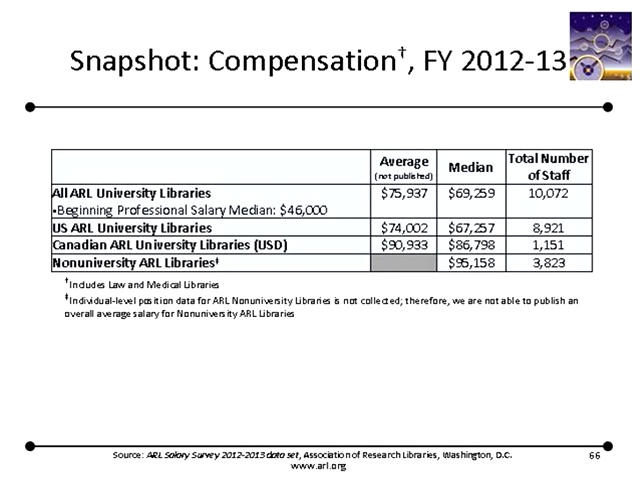 Snapshot: Compensation†, FY 2012-13
Average
(not published)
Median
Total Number
of Staff
All ARL University Libraries $75,937 $69,259 10,072
•Beginning Professional Salary Median: $46,000
US ARL University Libraries $74,002 $67,257 8,921
Canadian ARL University Libraries (USD) $90,933 $86,798 1,151
Nonuniversity ARL Libraries‡ $95,158 3,823
†Includes Law and Medical Libraries
‡Individual-level position data for ARL Nonuniversity Libraries is not collected; therefore, we are not able to publish an
overall average salary for Nonuniversity ARL Libraries
Source: ARL Salary Survey 2012-2013 data set, Association of Research Libraries, Washington, D.C.
www.arl.org
66